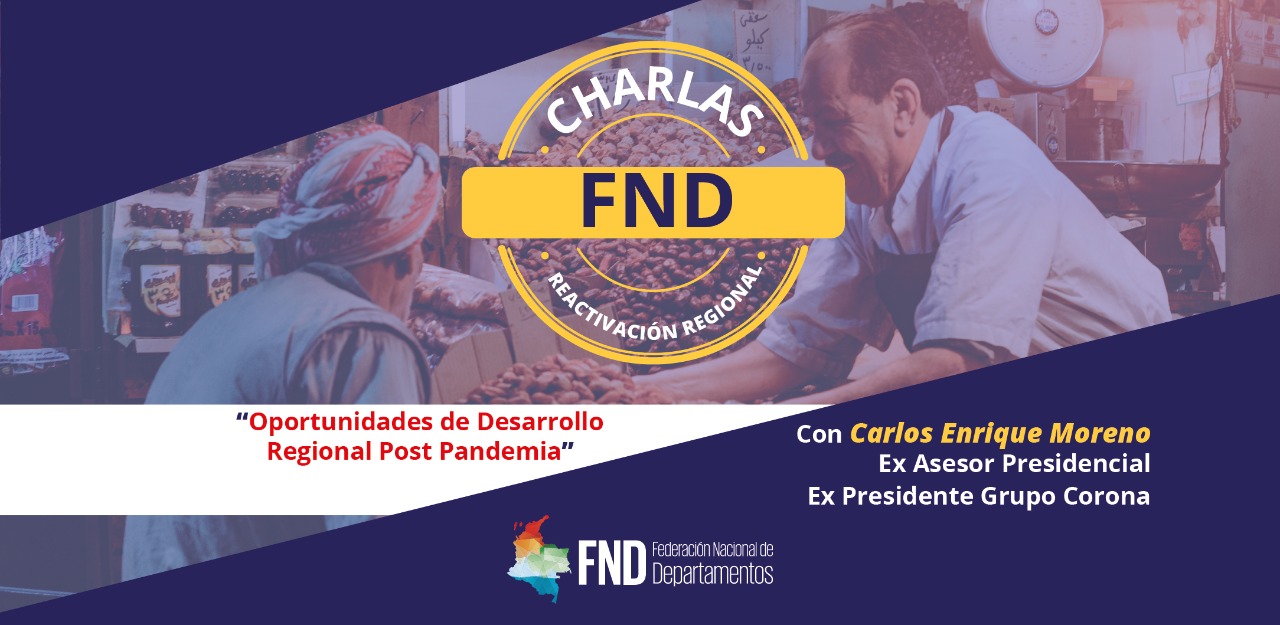 CHARLAS
FND
REACTIVACIÓN REGIONAL
“Oportunidades de Desarrollo
Regional Post Pandemia”
Con Carlos Enrique Moreno
Ex Asesor Presidencial
Ex Presidente Grupo Corona
FND
Federación Nacional de
Departamentos